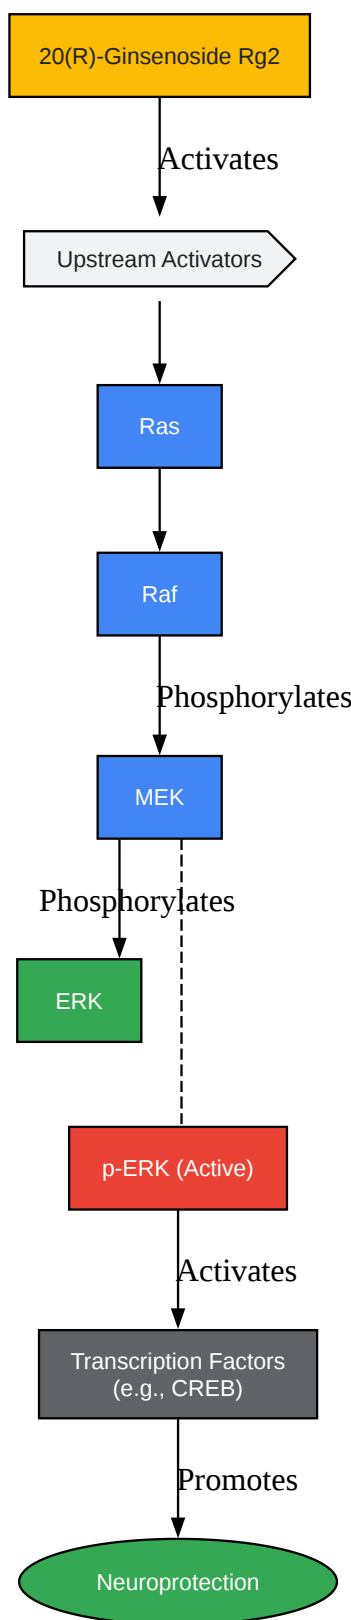 20(R)-Ginsenoside Rg2
Activates
Upstream Activators
Ras
Raf
Phosphorylates
MEK
Phosphorylates
ERK
p-ERK (Active)
Activates
Transcription Factors
(e.g., CREB)
Promotes
Neuroprotection